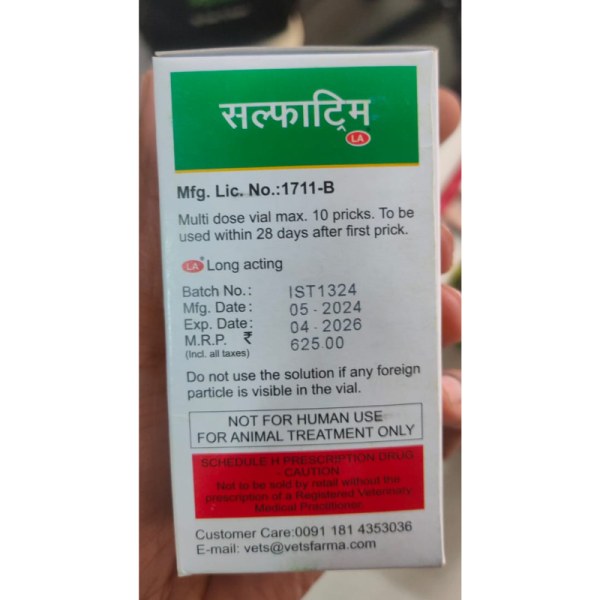 सल्फाट्रिम
LA
Mfg. Lic. No.:1711-B
Multi dose vial max. 10 pricks. To be
used within 28 days after first prick.
LA* Long acting
Batch No.: IST1324
Mfg. Date: 05-2024
Exp. Date: 04-2026
M.R.P. ₹ 625.00
(Incl. all taxes)
Do not use the solution if any foreign
particle is visible in the vial.
NOT FOR HUMAN USE
FOR ANIMAL TREATMENT ONLY
SCHEDULE H PRESCRIPTION DRUG
- CAUTION
Not to be sold by retail without the
prescription of a Registered Veterinary
Medical Practitioner.
Customer Care:0091 181 4353036
E-mail: vets@vetsfarma.com